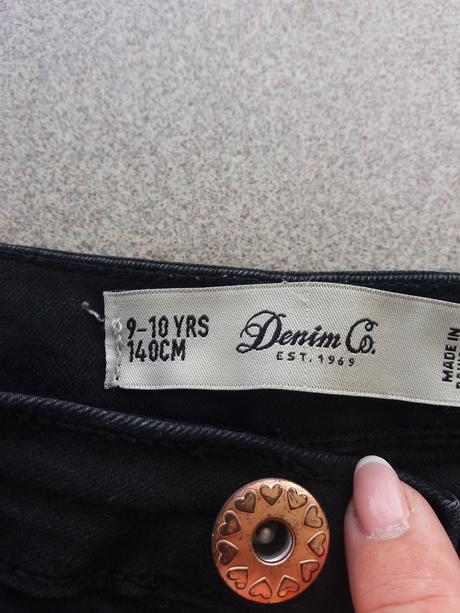 9-10 YRS
140CM
Denim Co.
EST. 1969
MADE IN